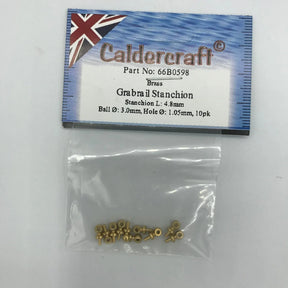 Caldercraft©
Part No: 66B0598
Brass
Grabrail Stanchion
Stanchion L: 4.8mm
Ball Ø: 3.0mm, Hole Ø: 1.05mm, 10pk